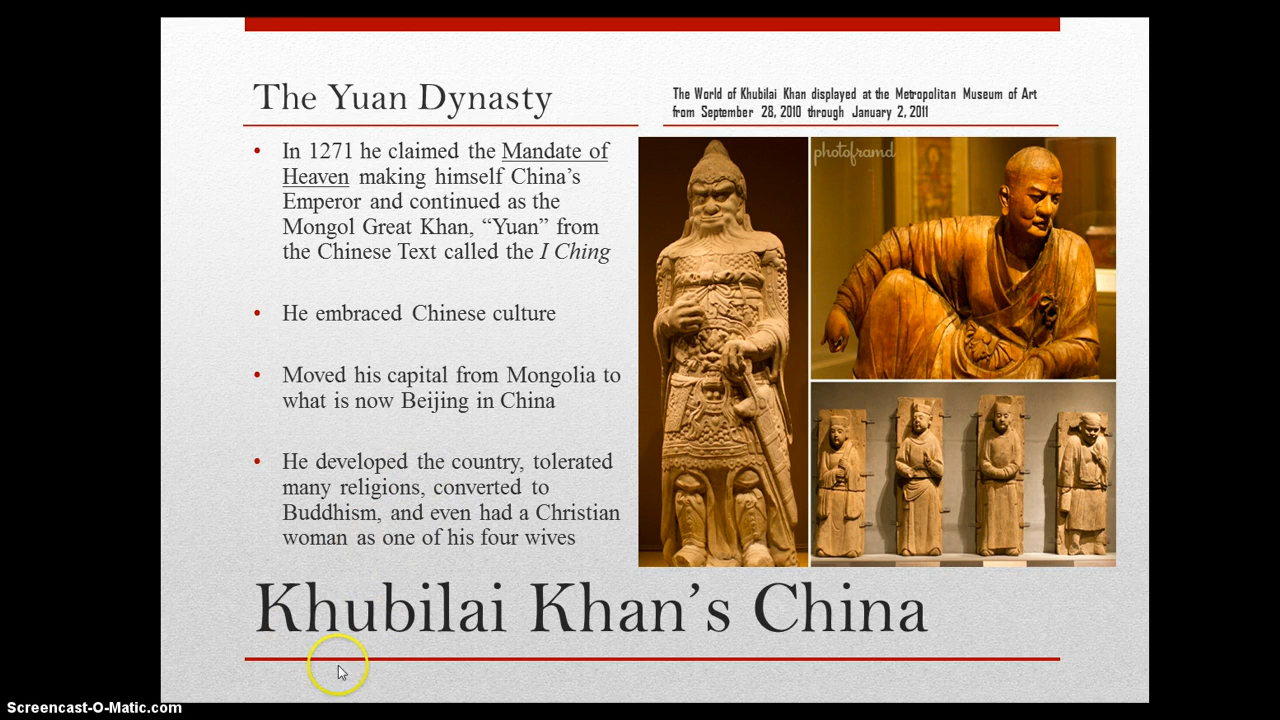 The Yuan Dynasty
• In 1271 he claimed the Mandate of
Heaven making himself China’s
Emperor and continued as the
Mongol Great Khan, “Yuan” from
the Chinese Text called the I Ching
• He embraced Chinese culture
• Moved his capital from Mongolia to
what is now Beijing in China
• He developed the country, tolerated
many religions, converted to
Buddhism, and even had a Christian
woman as one of his four wives
The World of Khubilai Khan displayed at the Metropolitan Museum of Art
from September 28, 2010 through January 2, 2011
photoframd
Khubilai Khan’s China
Screencast-O-Matic.com